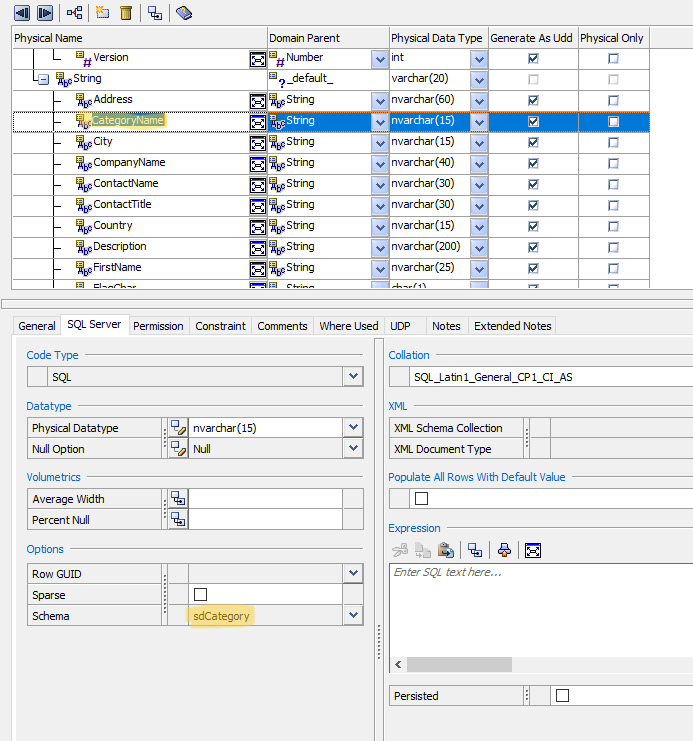 Physical Name Domain Parent Physical Data Type Generate As Udd Physical Only
Version Number int
String _default_ varchar(20)
Address String nvarchar(60)
CategoryName String nvarchar(15)
City String nvarchar(15)
CompanyName String nvarchar(40)
ContactName String nvarchar(30)
ContactTitle String nvarchar(30)
Country String nvarchar(15)
Description String nvarchar(200)
FirstName String nvarchar(25)
FlagChar String char(1)
General SQL Server Permission Constraint Comments Where Used UDP Notes Extended Notes
Code Type
SQL
Datatype
Physical Datatype nvarchar(15)
Null Option Null
Volumetrics
Average Width
Percent Null
Options
Row GUID
Sparse
Schema sdCategory
Collation
SQL_Latin1_General_CP1_CI_AS
XML
XML Schema Collection
XML Document Type
Populate All Rows With Default Value
Expression
Enter SQL text here...
Persisted